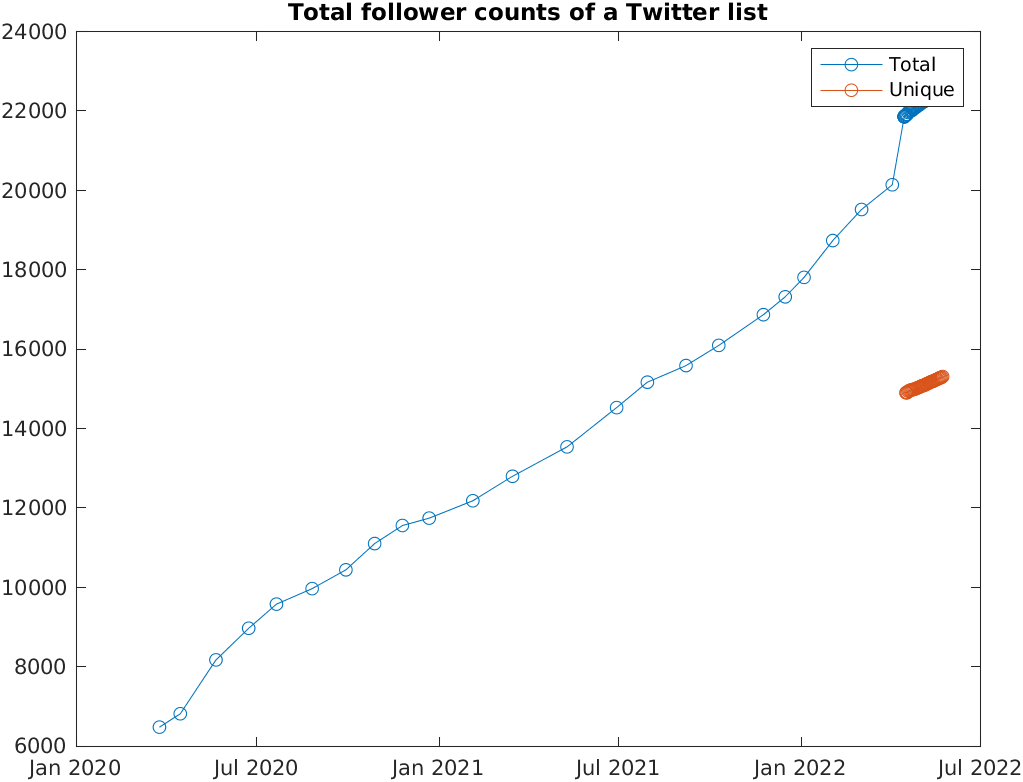 Total follower counts of a Twitter list
24000
Total
Unique
22000
20000
18000
16000
14000
12000
10000
8000
6000
Jan 2020 Jul 2020 Jan 2021 Jul 2021 Jan 2022 Jul 2022